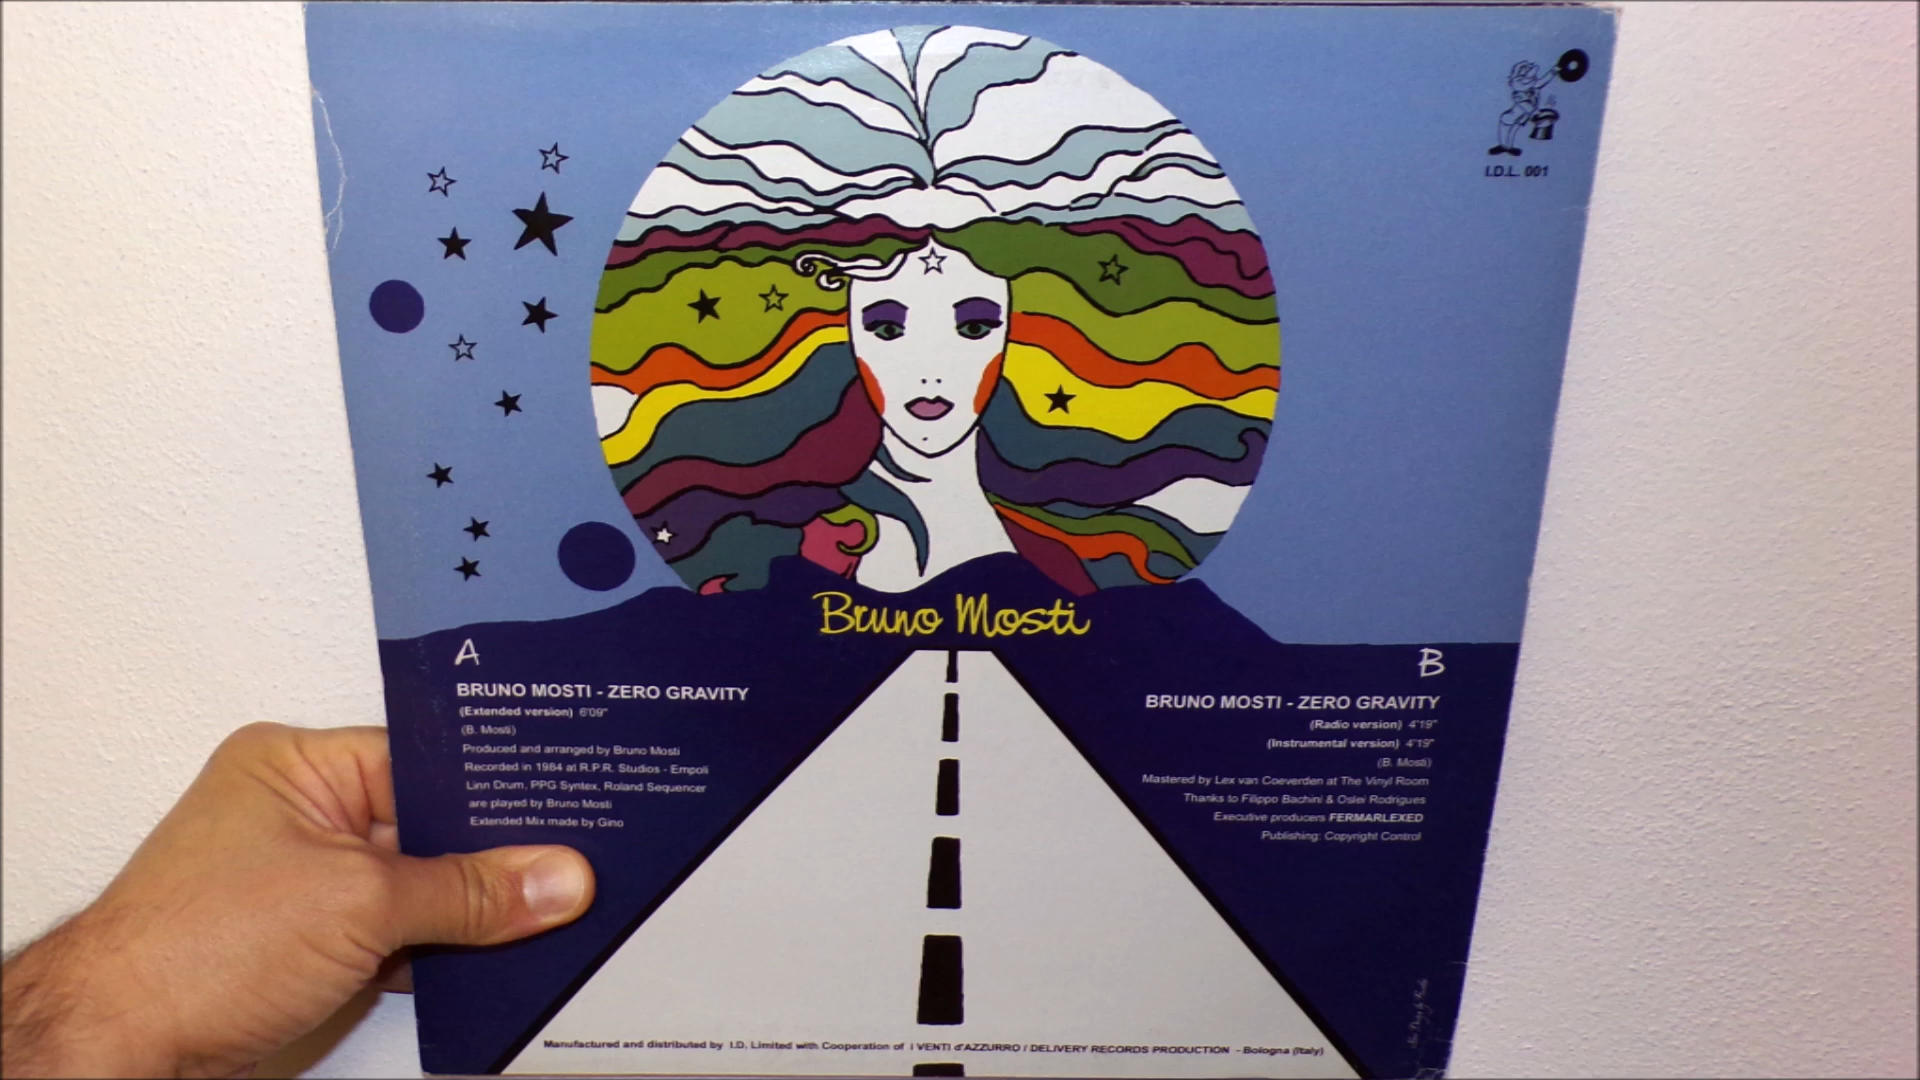 I.D.L. 001
Bruno Mosti
A
BRUNO MOSTI - ZERO GRAVITY
(Extended version) 6'09"
(B. Mosti)
Produced and arranged by Bruno Mosti
Recorded in 1984 at R.P.R. Studios - Empoli
Linn Drum, PPG Syntex, Roland Sequencer
are played by Bruno Mosti
Extended Mix made by Gino
B
BRUNO MOSTI - ZERO GRAVITY
(Radio version) 4'19"
(Instrumental version) 4'19"
(B. Mosti)
Mastered by Lex van Coeverden at The Vinyl Room
Thanks to Filippo Bachini & Oslei Rodrigues
Executive producers FERMARLEXED
Publishing: Copyright Control
Manufactured and distributed by I.D. Limited with Cooperation of I VENTI d'AZZURRO / DELIVERY RECORDS PRODUCTION - Bologna (Italy)